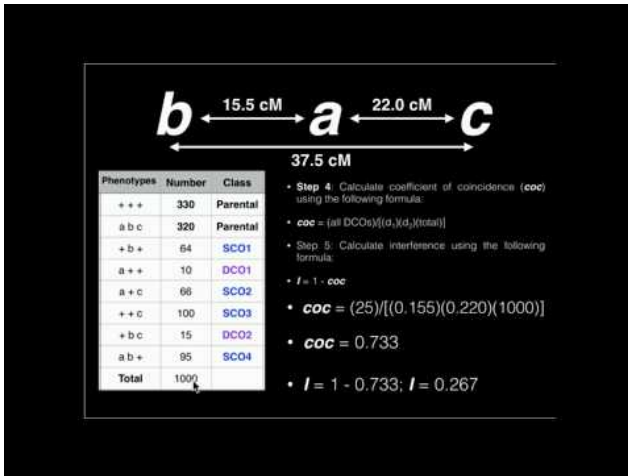 15.5 cM 22.0 cM
b a c
37.5 cM
Phenotypes Number Class
+ + + 330 Parental
a b c 320 Parental
+ b + 64 SCO1
a + + 10 DCO1
a + c 66 SCO2
+ + c 100 SCO3
+ b c 15 DCO2
a b + 95 SCO4
Total 1000
• Step 4: Calculate coefficient of coincidence (coc)
using the following formula:
• coc = (all DCOs)/[(d₁)(d₂)(total)]
• Step 5: Calculate interference using the following
formula:
• I = 1 - coc
• coc = (25)/[(0.155)(0.220)(1000)]
• coc = 0.733
• I = 1 - 0.733; I = 0.267